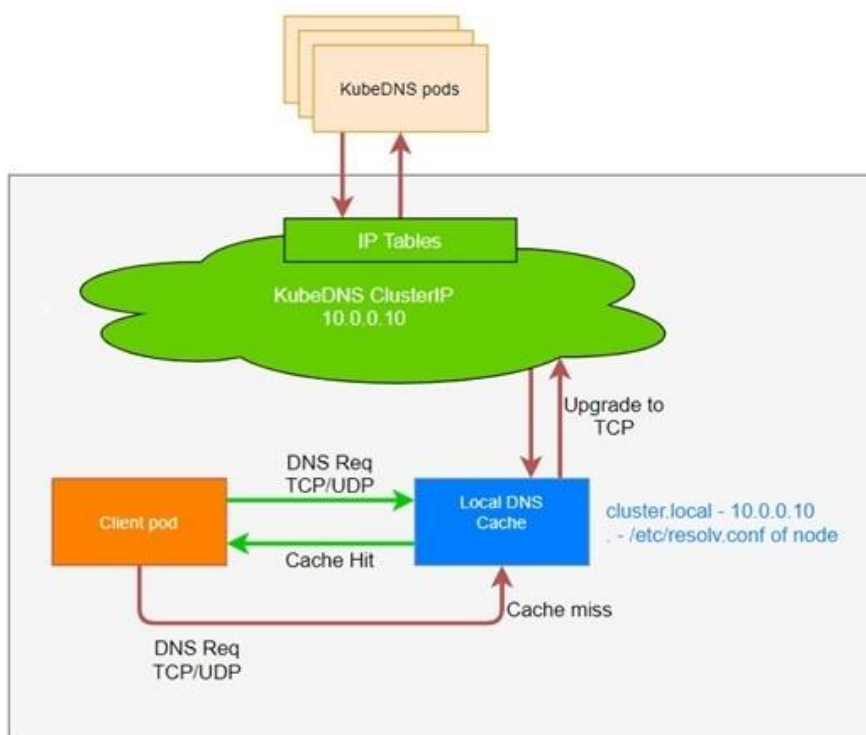 KubeDNS pods
IP Tables
KubeDNS ClusterIP
10.0.0.10
Upgrade to
TCP
DNS Req
TCP/UDP
Client pod
Local DNS
Cache
cluster.local - 10.0.0.10
. - /etc/resolv.conf of node
Cache Hit
Cache miss
DNS Req
TCP/UDP